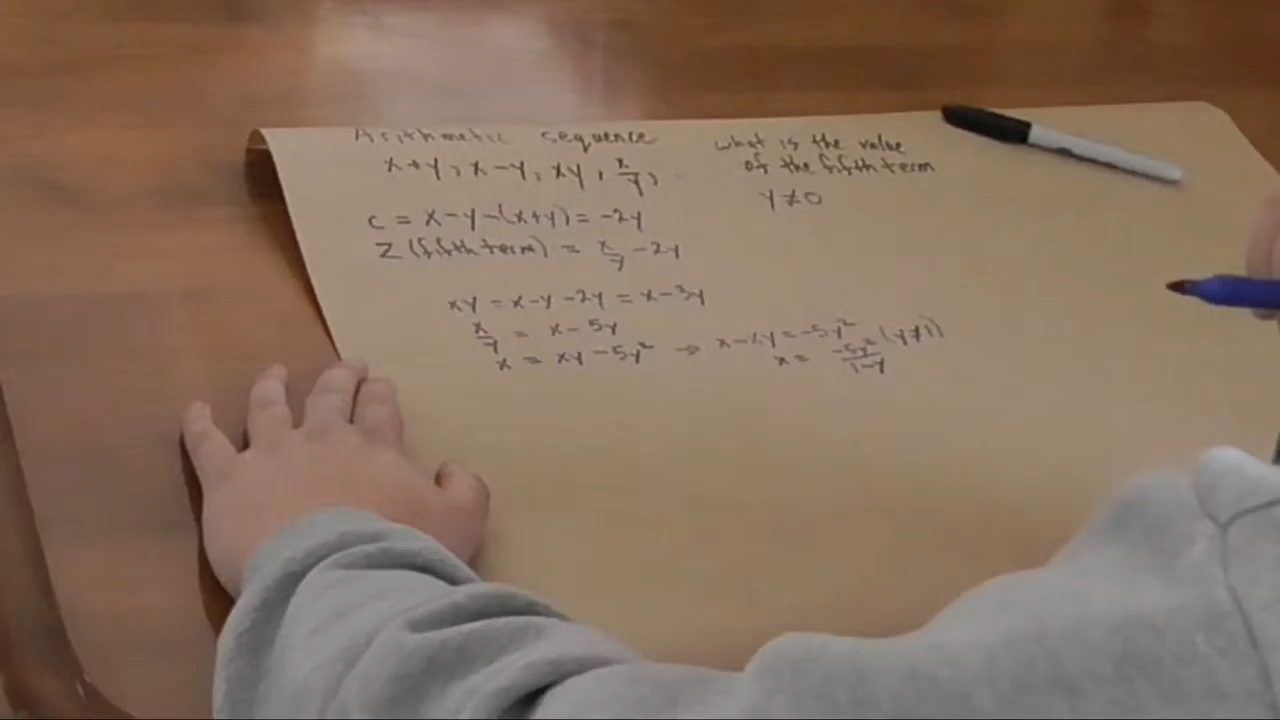 Arithmetic sequence
x+y, x-y, xy, x/y,
what is the value
of the fifth term
y≠0
c = x-y-(x+y) = -2y
Z (fifth term) = x/y -2y
xy = x-y-2y = x-3y
x/y = x-5y
x = xy-5y² → x-xy = -5y² (y≠1)
x = -5y²/1-y